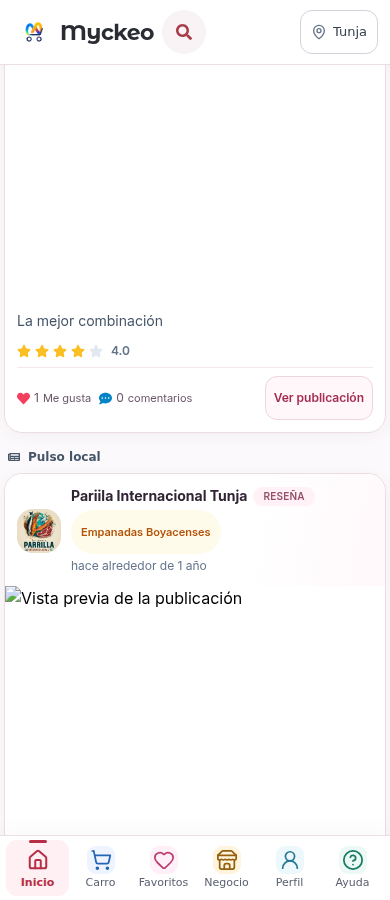 Myckeo
Tunja
La mejor combinación
4.0
1 Me gusta 0 comentarios
Ver publicación
Pulso local
Pariila Internacional Tunja RESEÑA
Empanadas Boyacenses
hace alrededor de 1 año
PARRILLA
Vista previa de la publicación
Inicio Carro Favoritos Negocio Perfil Ayuda